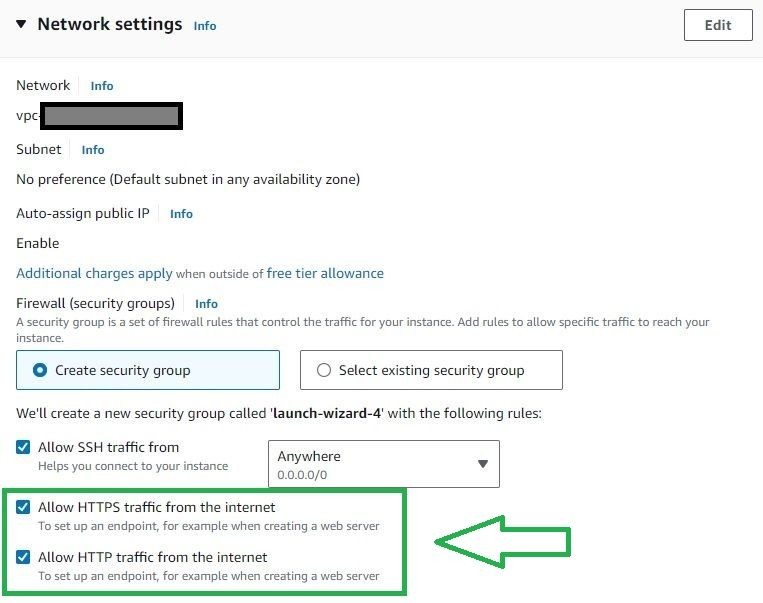 Network settings Info
Edit
Network Info
vpc-
Subnet Info
No preference (Default subnet in any availability zone)
Auto-assign public IP Info
Enable
Additional charges apply when outside of free tier allowance
Firewall (security groups) Info
A security group is a set of firewall rules that control the traffic for your instance. Add rules to allow specific traffic to reach your
instance.
Create security group
Select existing security group
We'll create a new security group called 'launch-wizard-4' with the following rules:
Allow SSH traffic from
Helps you connect to your instance
Anywhere
0.0.0.0/0
Allow HTTPS traffic from the internet
To set up an endpoint, for example when creating a web server
Allow HTTP traffic from the internet
To set up an endpoint, for example when creating a web server